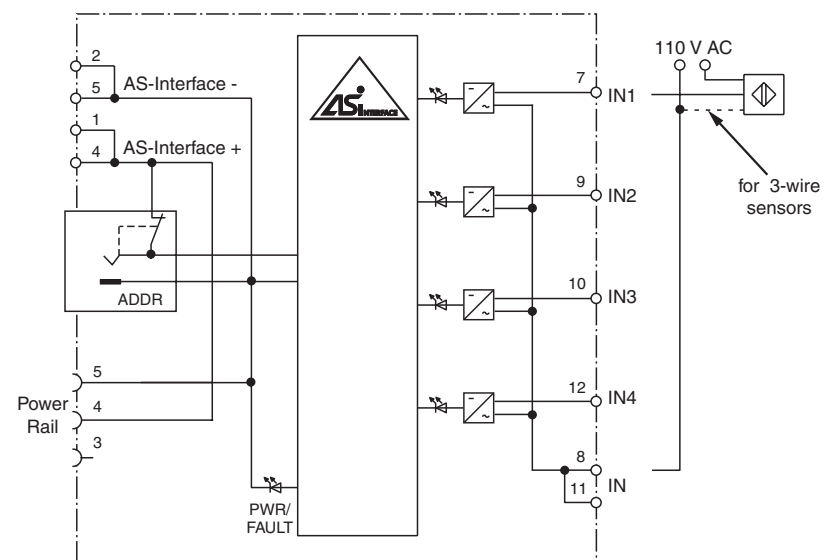 2
5
AS-Interface -
1
4
AS-Interface +
ADDR
5
Power
Rail
4
3
PWR/
FAULT
ASi INTERFACE
7
IN1
9
IN2
10
IN3
12
IN4
8
11
IN
110 V AC
for 3-wire
sensors